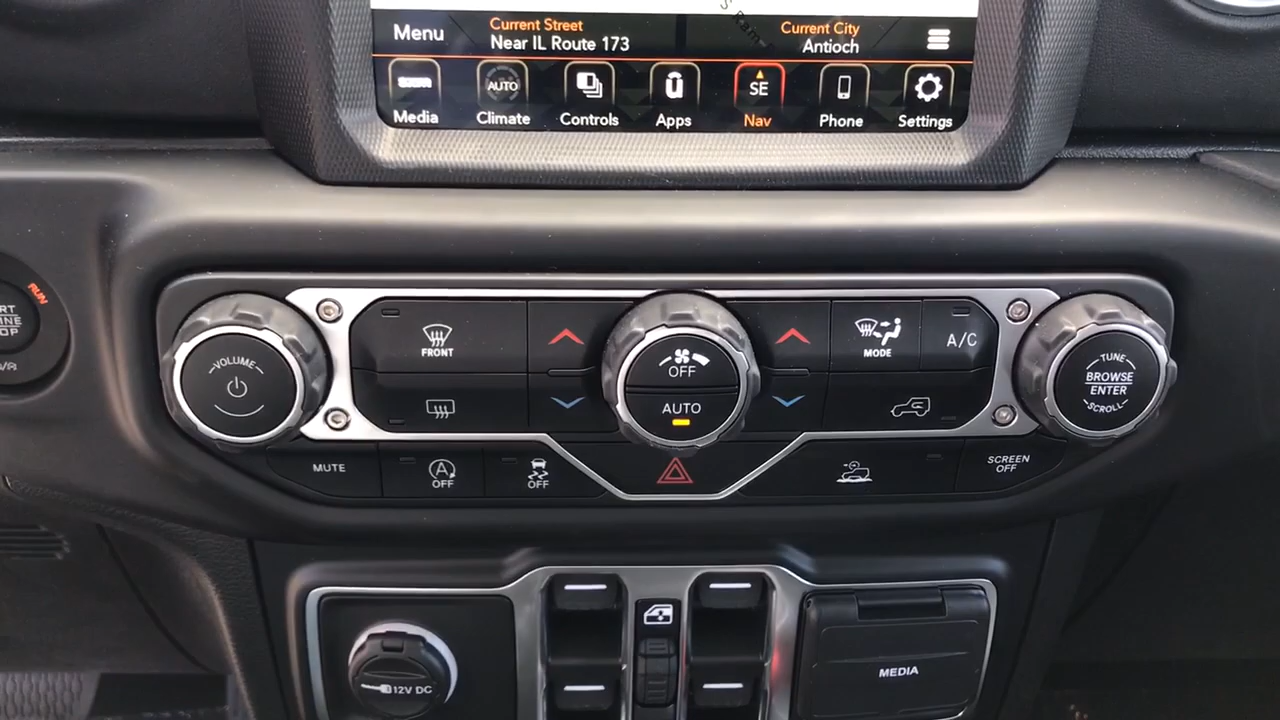 Menu
Current Street
Near IL Route 173
Current City
Antioch
AUTO
SE
Media
Climate
Controls
Apps
Nav
Phone
Settings
RUN
VOLUME
FRONT
OFF
AUTO
MODE
A/C
TUNE
BROWSE
ENTER
SCROLL
MUTE
A
OFF
OFF
SCREEN
OFF
12V DC
MEDIA